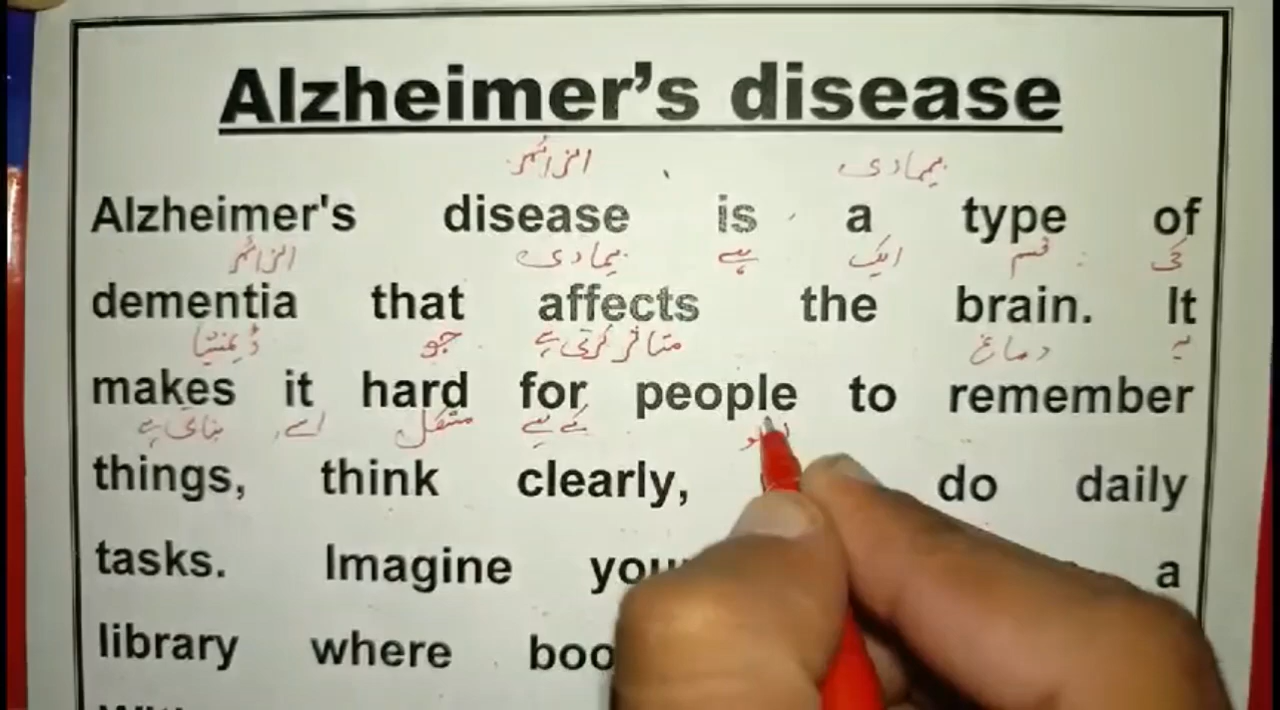 Alzheimer's disease
الزائمر بیماری
Alzheimer's disease is a type of
الزائمر بیماری ہے ایک قسم کی
dementia that affects the brain. It
ڈیمنشیا جو متاثر کرتی ہے دماغ یہ
makes it hard for people to remember
بناتی ہے اسے مشکل کے لیے
things, think clearly, do daily
tasks. Imagine a
library where